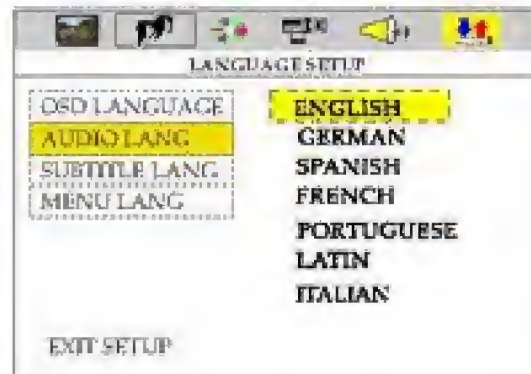 LANGUAGE SETUP
OSD LANGUAGE
AUDIO LANG
SUBTITLE LANG
MENU LANG
ENGLISH
GERMAN
SPANISH
FRENCH
PORTUGUESE
LATIN
ITALIAN
EXIT SETUP